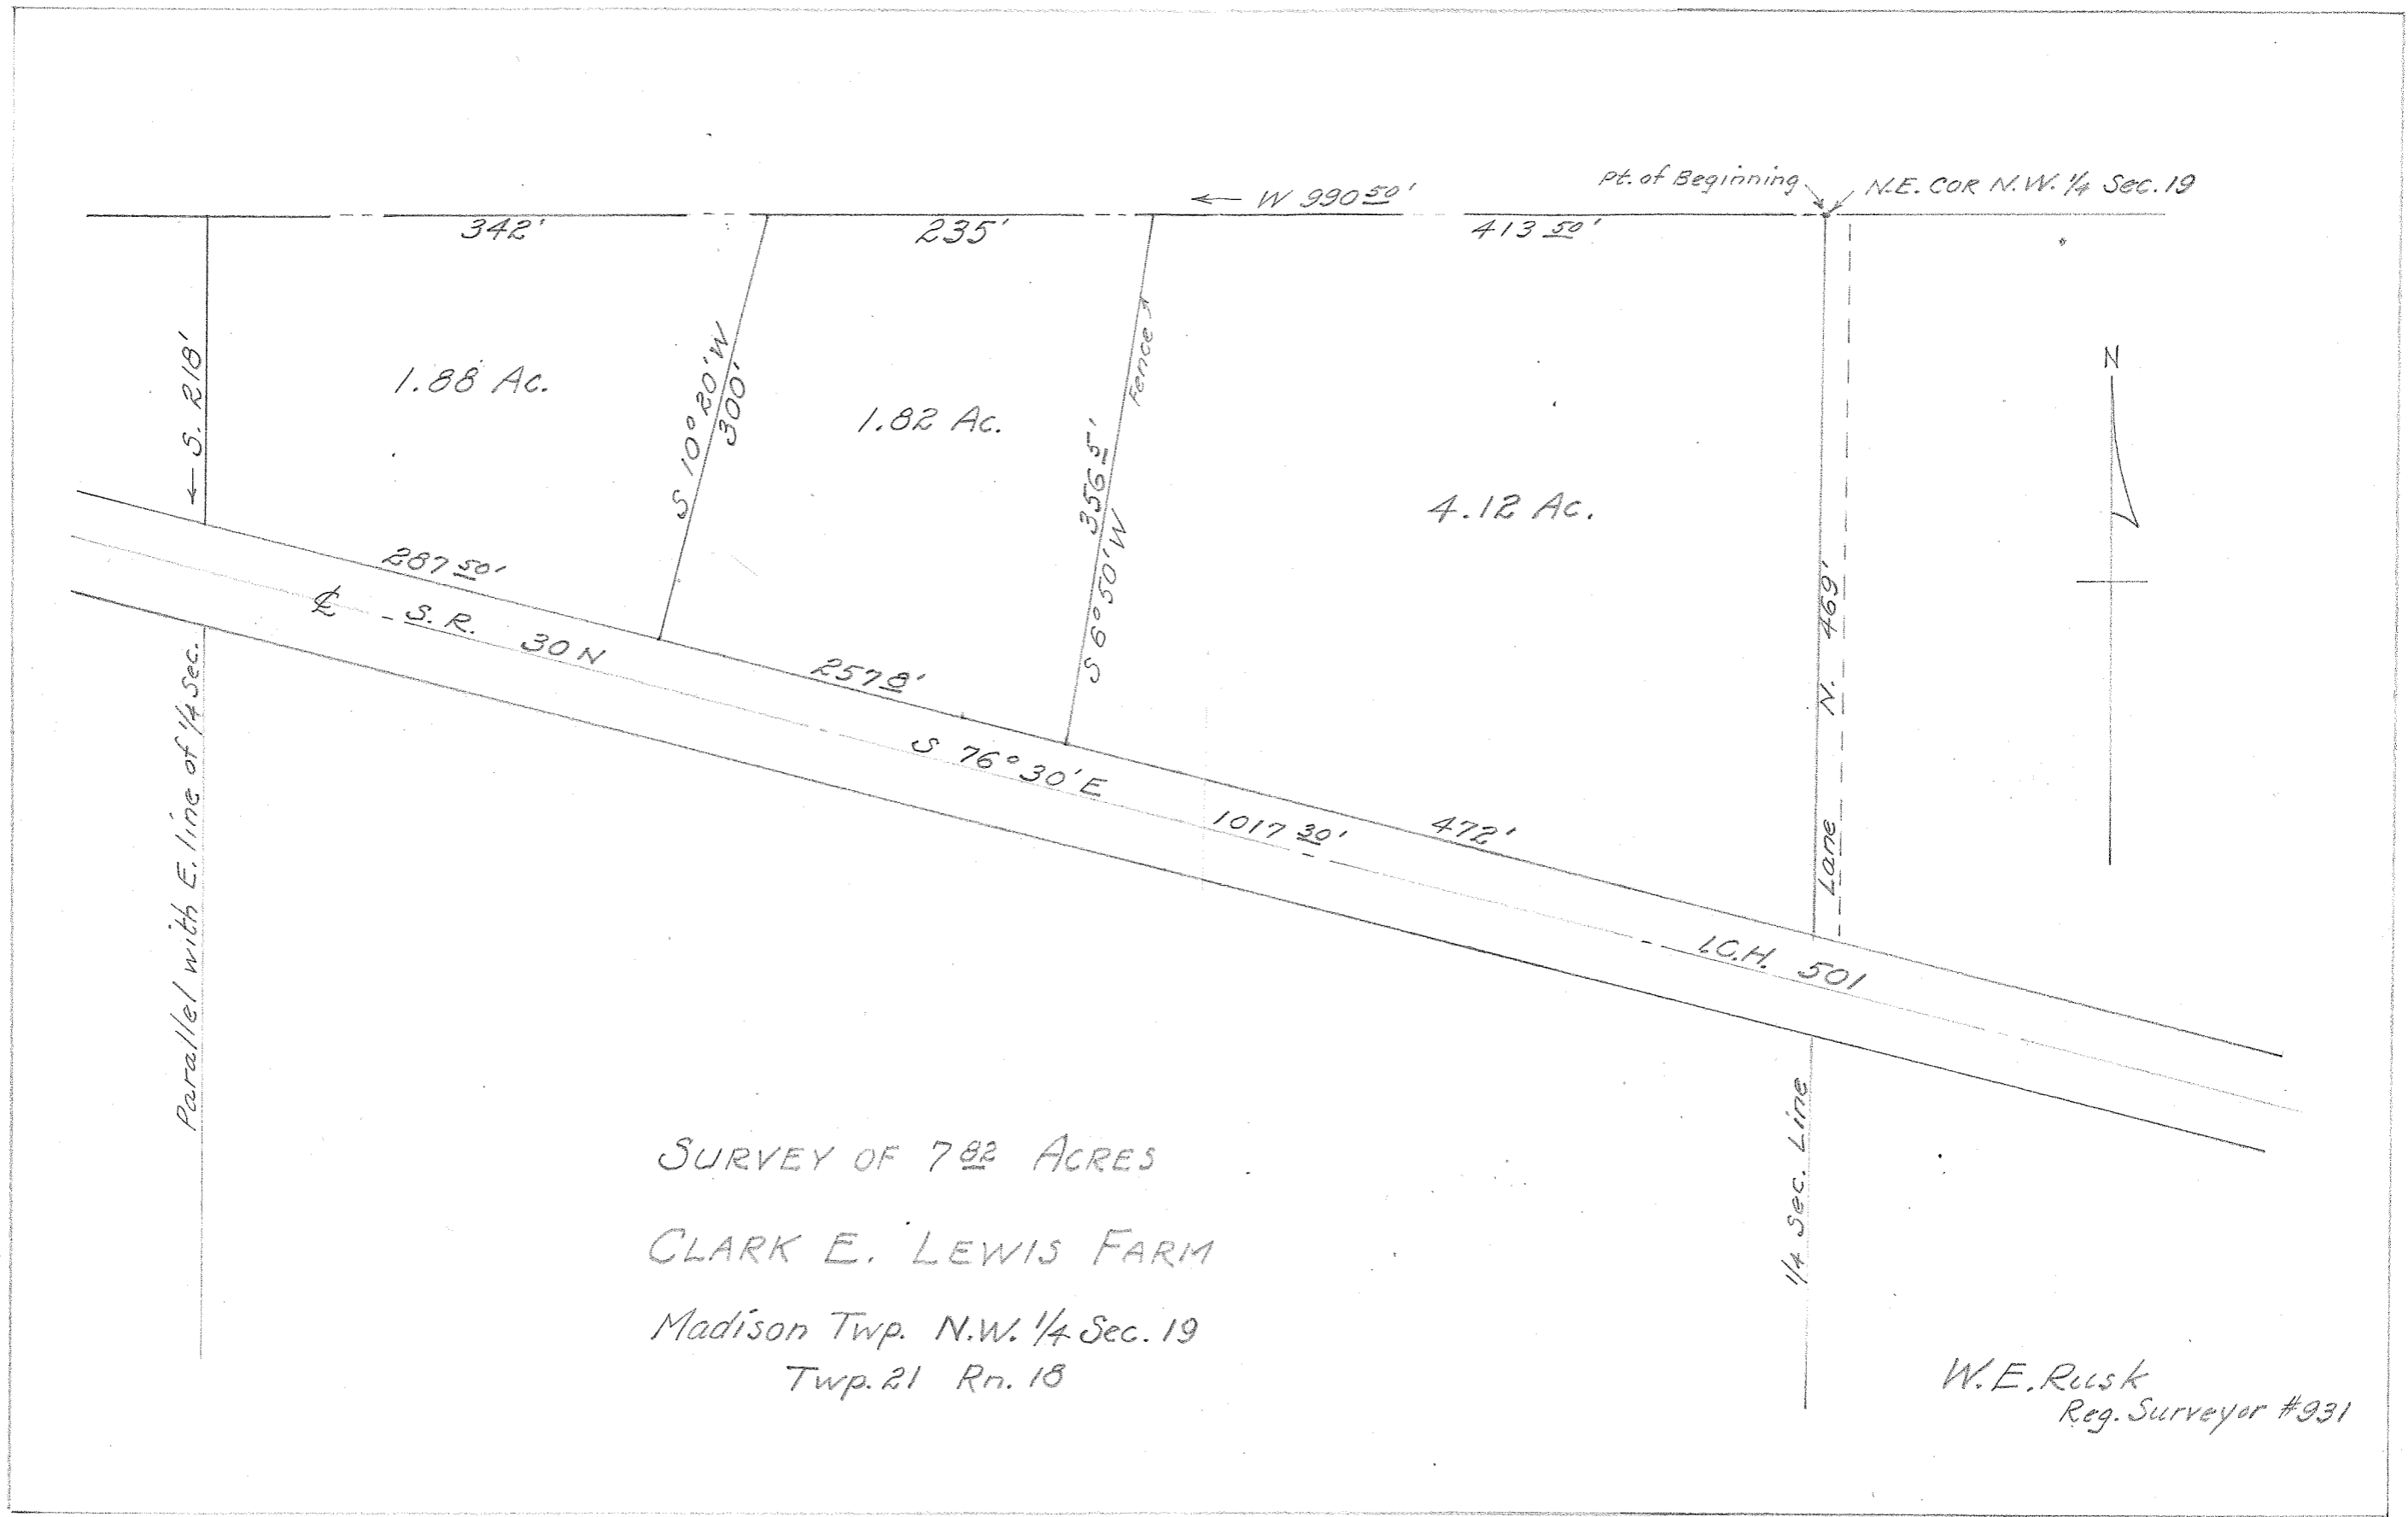 Pt. of Beginning
N.E. COR N.W. 1/4 Sec. 19
← W 990 50'
342'
235'
413 50'
← S. 218'
1.88 Ac.
S 10° 20' W
300'
1.82 Ac.
Fence
356 5'
S 6° 50' W
4.12 Ac.
N
Lane N. 469'
287 50'
℄ S.R. 30 N
257 8'
S 76° 30' E
1017 30'
472'
I.C.H. 501
Parallel with E. line of 1/4 Sec.
1/4 Sec. Line
SURVEY OF 7 82 ACRES
CLARK E. LEWIS FARM
Madison Twp. N.W. 1/4 Sec. 19
Twp. 21 Rn. 18
W.E. Rusk
Reg. Surveyor #931